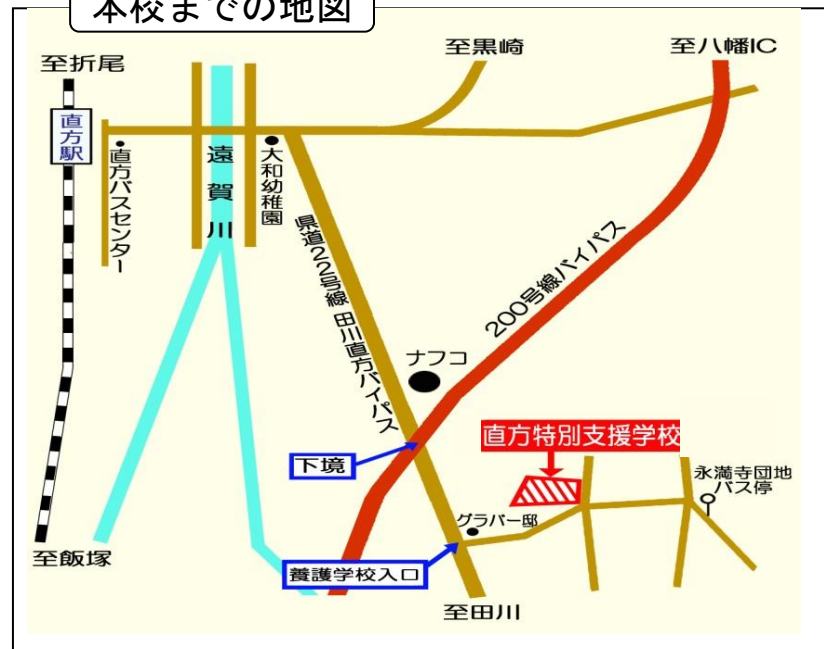 本校までの地図
至折尾
至黒崎
至八幡IC
直方駅
直方バスセンター
遠賀川
大和幼稚園
県道22号線 田川直方バイパス
200号線バイパス
ナフコ
下境
直方特別支援学校
永満寺団地
バス停
グラバー邸
養護学校入口
至飯塚
至田川